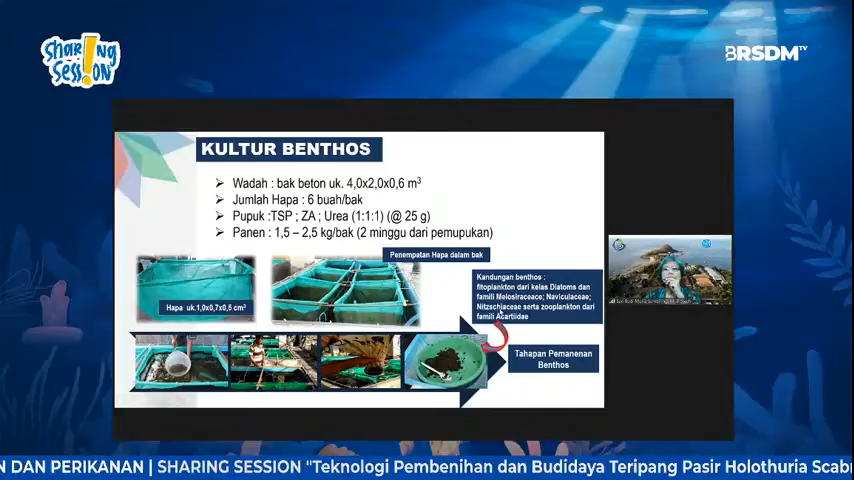 Sharing
Session
BRSDM TV
KULTUR BENTHOS
➢ Wadah : bak beton uk. 4,0x2,0x0,6 m³
➢ Jumlah Hapa : 6 buah/bak
➢ Pupuk :TSP ; ZA ; Urea (1:1:1) (@ 25 g)
➢ Panen : 1,5 – 2,5 kg/bak (2 minggu dari pemupukan)
Penempatan Hapa dalam bak
Hapa uk.1,0x0,7x0,5 cm³
Kandungan benthos :
fitoplankton dari kelas Diatoms dan
famili Melosiraceace; Naviculaceae;
Nitzschiaceae serta zooplankton dari
famili Acartiidae
Tahapan Pemanenan
Benthos
N DAN PERIKANAN | SHARING SESSION "Teknologi Pembenihan dan Budidaya Teripang Pasir Holothuria Scab